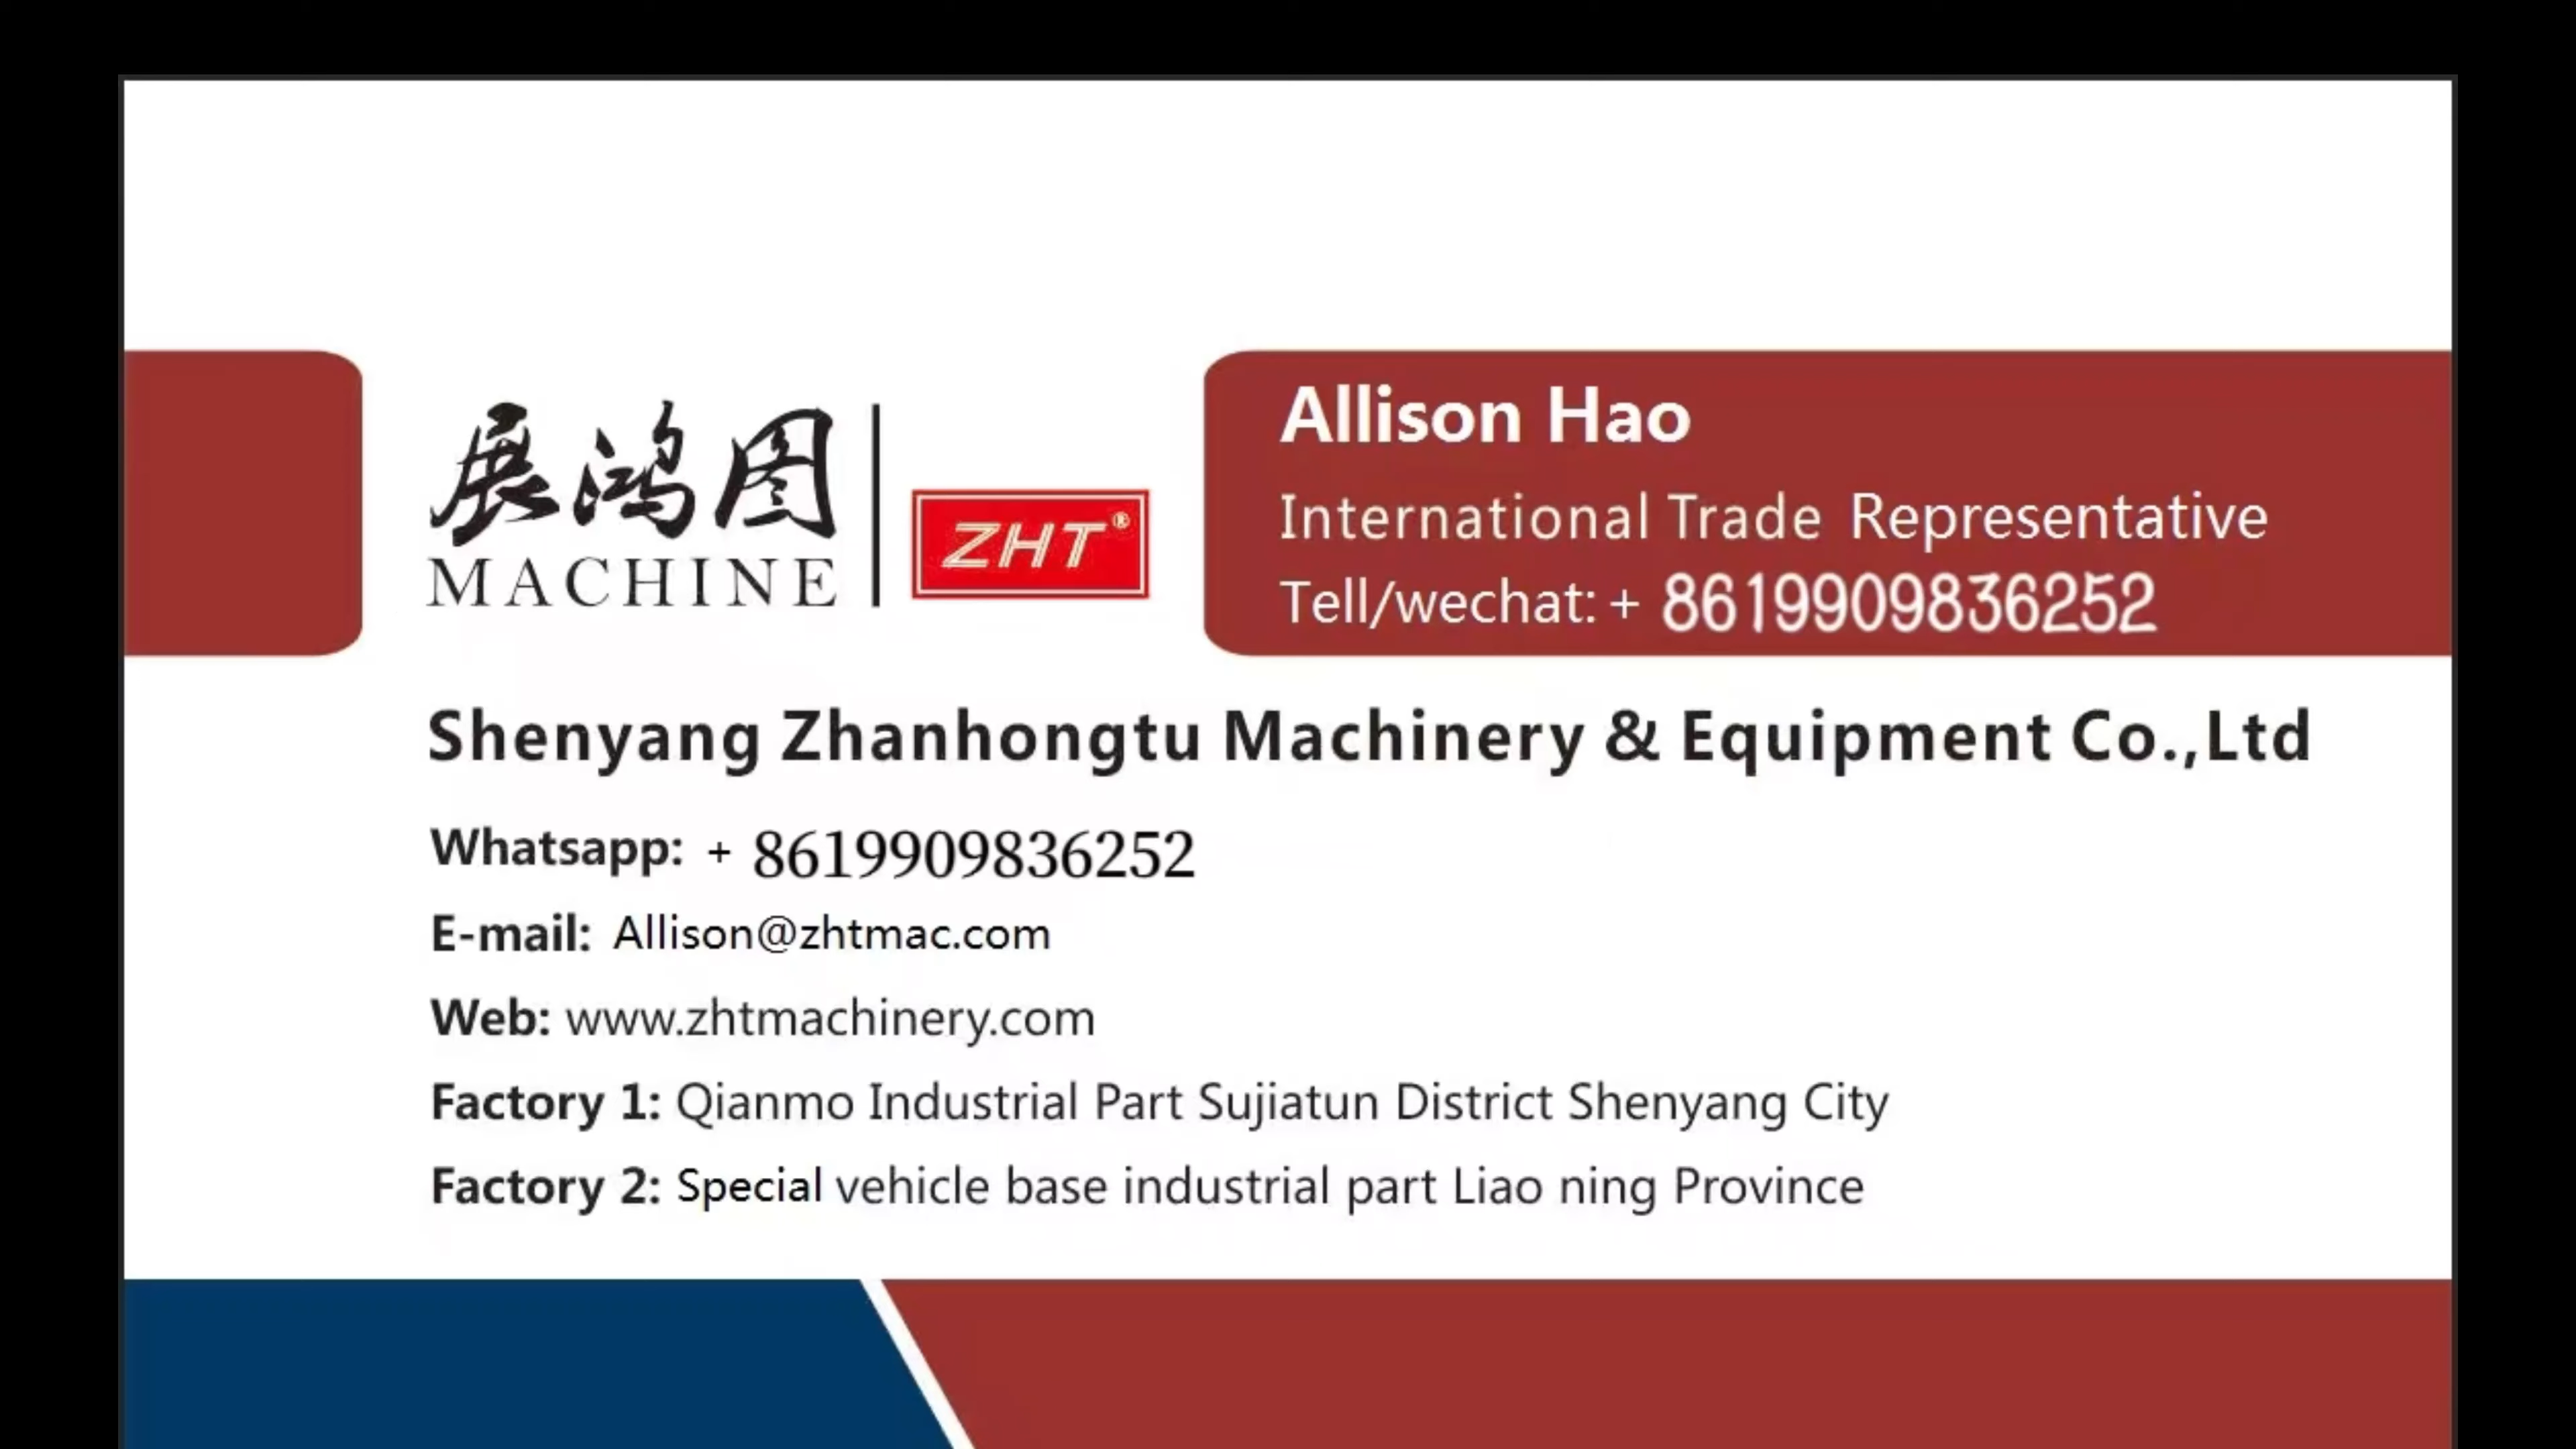 展鸿图
MACHINE
ZHT®
Allison Hao
International Trade Representative
Tell/wechat: + 8619909836252
Shenyang Zhanhongtu Machinery & Equipment Co.,Ltd
Whatsapp: + 8619909836252
E-mail: Allison@zhtmac.com
Web: www.zhtmachinery.com
Factory 1: Qianmo Industrial Part Sujiatun District Shenyang City
Factory 2: Special vehicle base industrial part Liao ning Province